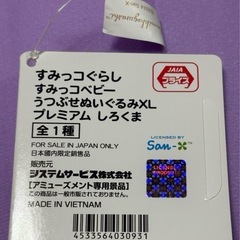 JAIA
プライズ
すみっコぐらし
すみっコベビー
うつぶせぬいぐるみXL
プレミアム しろくま
全1種
FOR SALE IN JAPAN ONLY
日本國内限定銷售品
LICENSED BY
San-X
販売元
システムサービス株式会社
【アミューズメント専用景品】
この商品は一般市販されておりません。
MADE IN VIETNAM
4533564030931